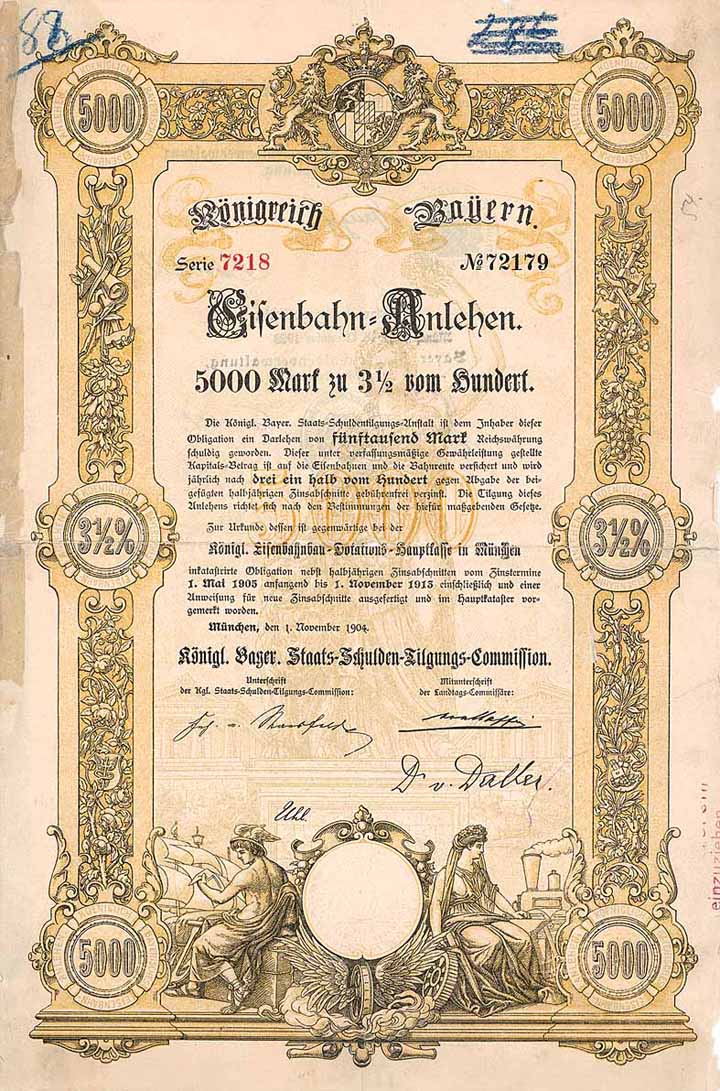 88
5000
5000
Königreich Bayern.
Serie 7218 № 72179
Eisenbahn-Anlehen.
5000 Mark zu 3½ vom Hundert.
Die Königl. Bayer. Staats-Schuldentilgungs-Anstalt ist dem Inhaber dieser
Obligation ein Darlehen von fünftausend Mark Reichswährung
schuldig geworden. Dieser unter verfassungsmäßige Gewährleistung gestellte
Kapitals-Betrag ist auf die Eisenbahnen und die Bahnrente versichert und wird
jährlich nach drei ein halb vom Hundert gegen Abgabe der bei-
gefügten halbjährigen Zinsabschnitte gebührenfrei verzinst. Die Tilgung dieses
Anlehens richtet sich nach den Bestimmungen der hiefür maßgebenden Gesetze.
3½%
3½%
Zur Urkunde dessen ist gegenwärtige bei der
Königl. Eisenbahnbau-Dotations-Hauptkasse in München
inkatastrirte Obligation nebst halbjährigen Zinsabschnitten vom Zinstermine
1. Mai 1905 anfangend bis 1. November 1913 einschließlich und einer
Anweisung für neue Zinsabschnitte ausgefertigt und im Hauptkataster vor-
gemerkt worden.
München, den 1. November 1904.
Königl. Bayer. Staats-Schulden-Tilgungs-Commission.
Unterschrift
der Kgl. Staats-Schulden-Tilgungs-Commission:
Mitunterschrift
der Landtags-Commissäre:
Dr v. Daller.
Uhl
einzuziehen
5000
5000